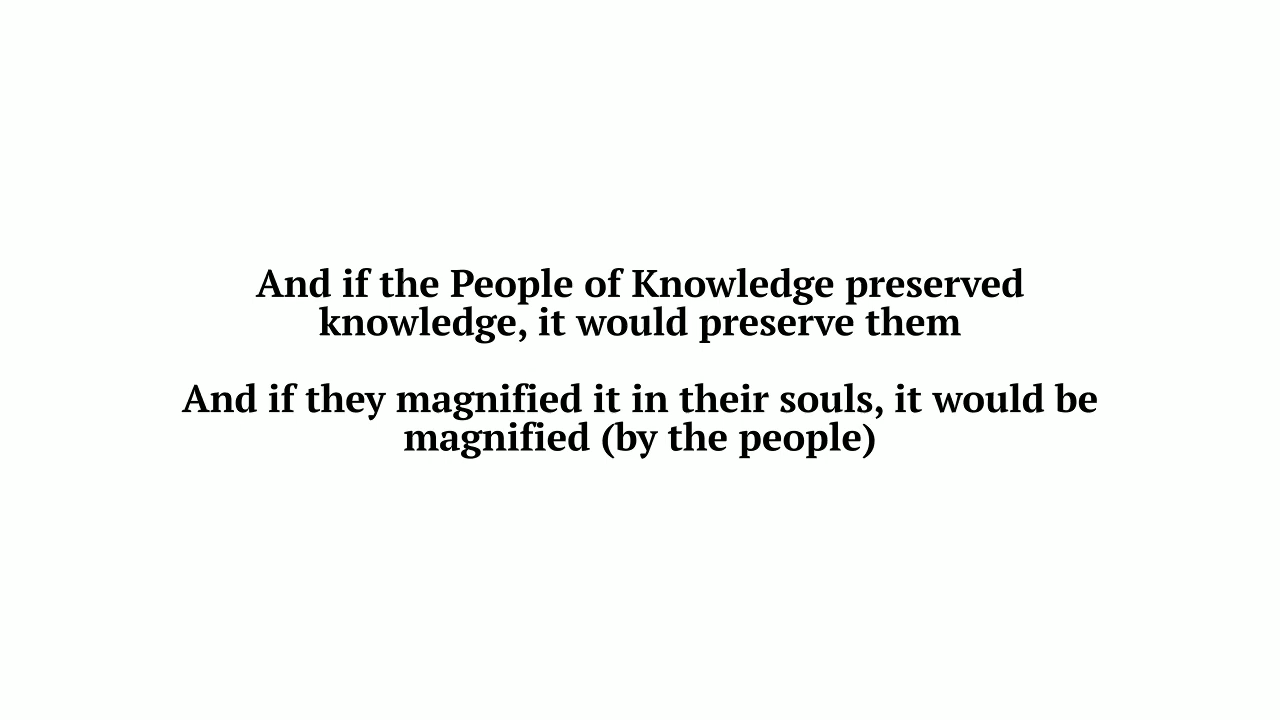 And if the People of Knowledge preserved
knowledge, it would preserve them
And if they magnified it in their souls, it would be
magnified (by the people)